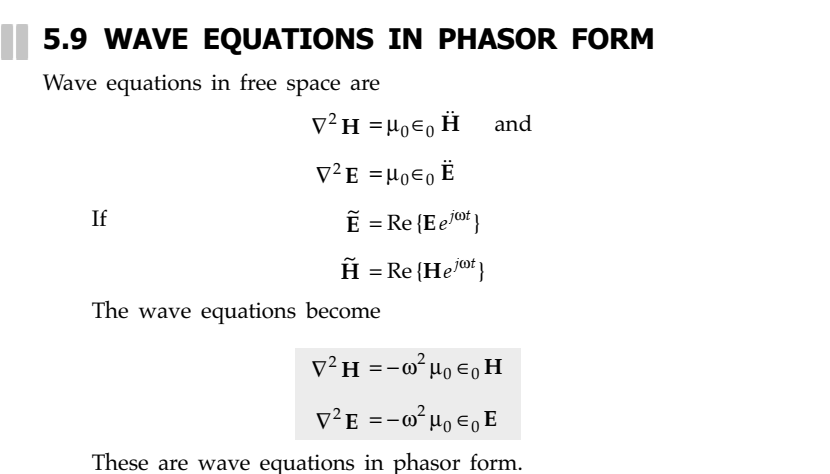 5.9 WAVE EQUATIONS IN PHASOR FORM
Wave equations in free space are
∇² H = μ₀∈₀ Ḧ and
∇² E = μ₀∈₀ Ë
If Ẽ = Re {E e^{jωt}}
H̃ = Re {He^{jωt}}
The wave equations become
∇² H = −ω² μ₀ ∈₀ H
∇² E = −ω² μ₀ ∈₀ E
These are wave equations in phasor form.